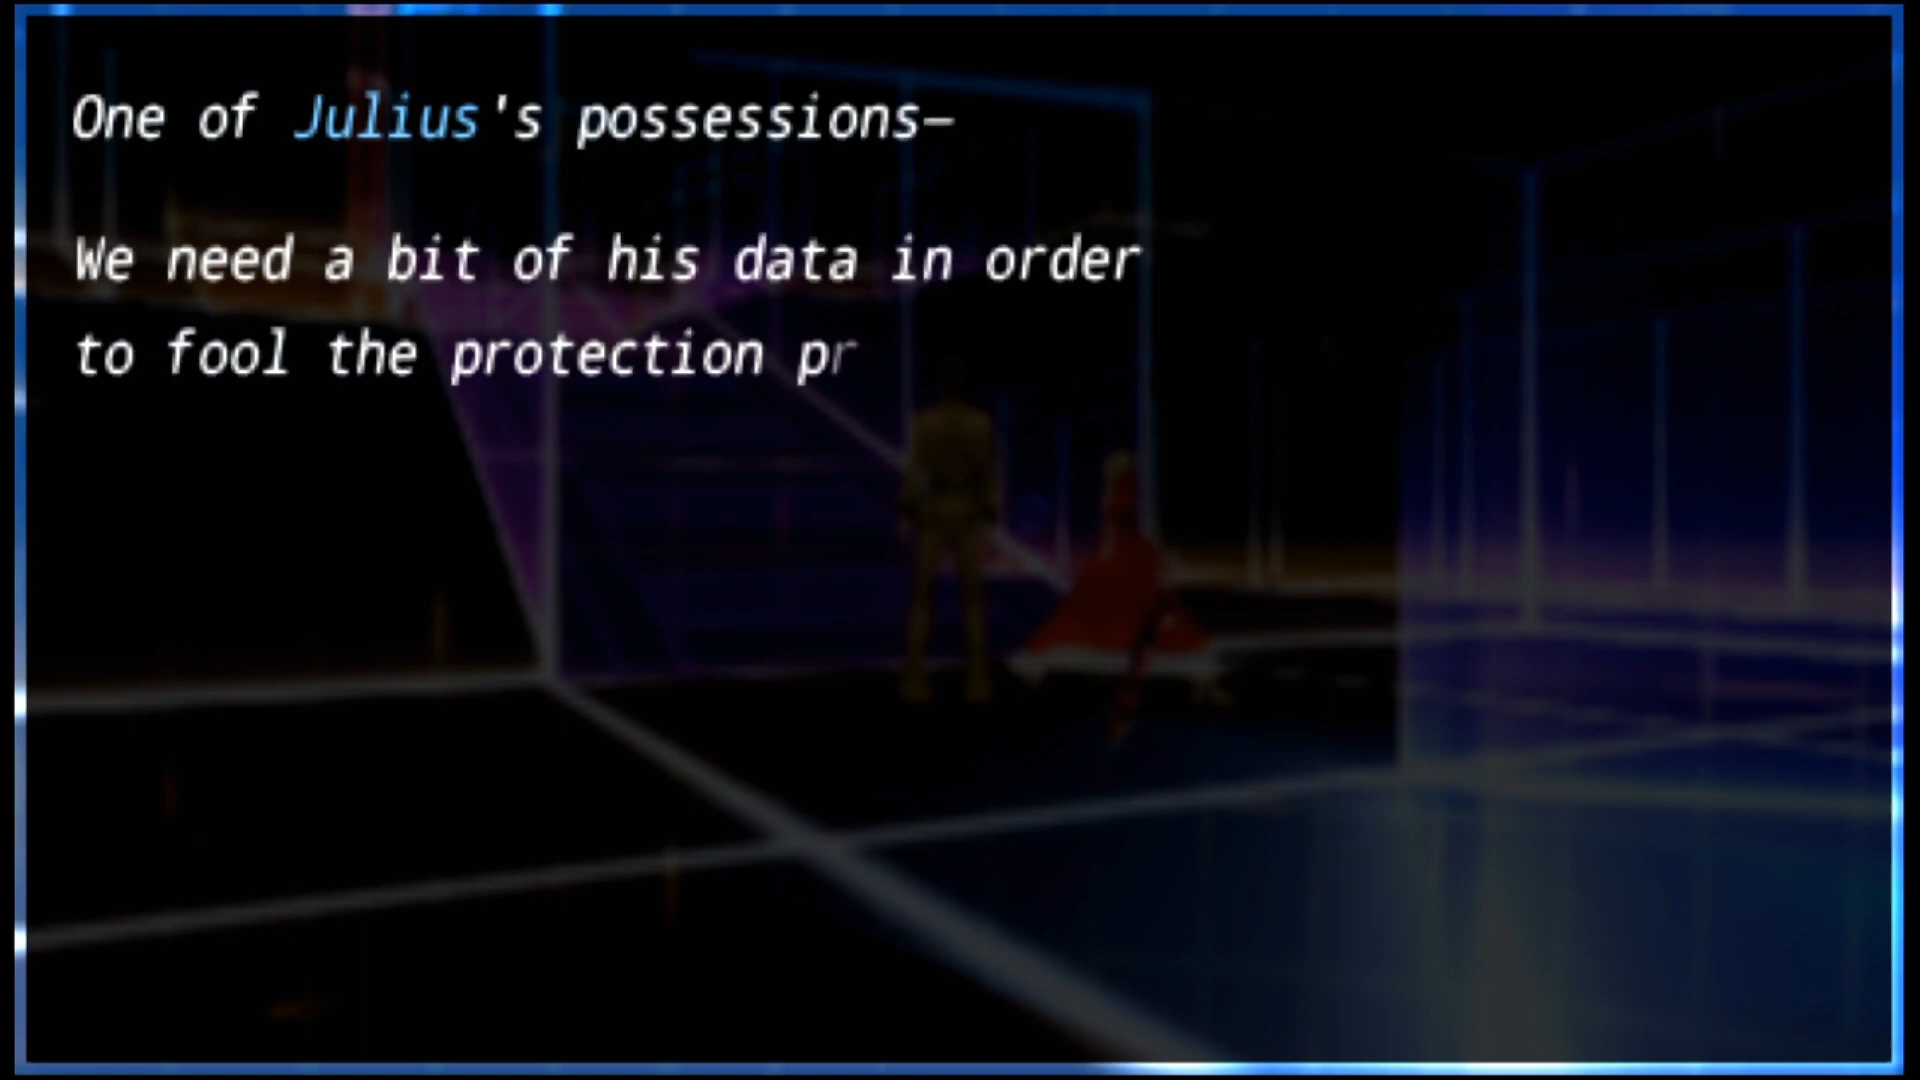 One of Julius's possessions—
We need a bit of his data in order
to fool the protection pr